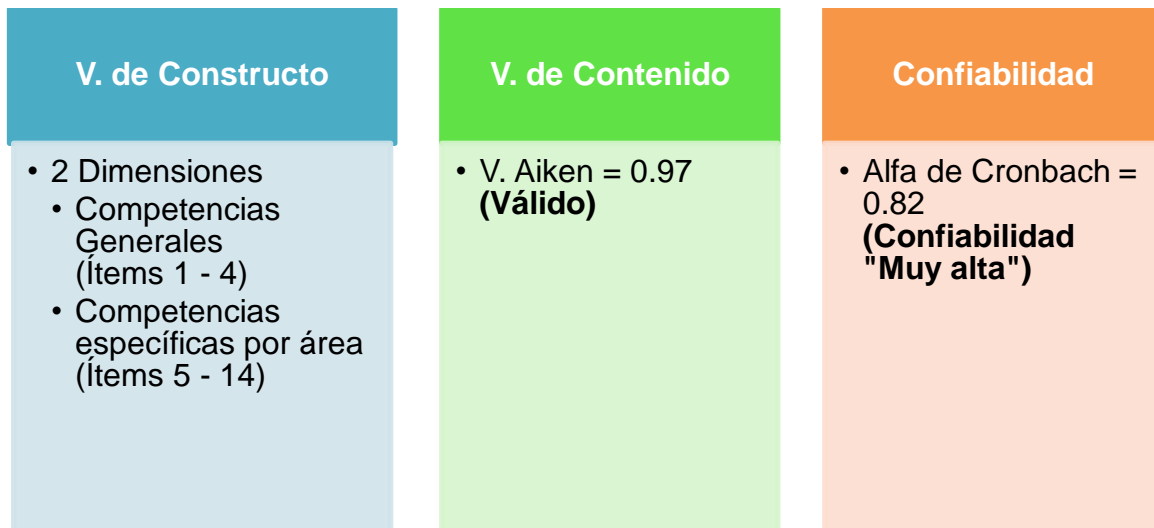 V. de Constructo
• 2 Dimensiones
• Competencias
Generales
(Ítems 1 - 4)
• Competencias
específicas por área
(Ítems 5 - 14)
V. de Contenido
• V. Aiken = 0.97
(Válido)
Confiabilidad
• Alfa de Cronbach =
0.82
(Confiabilidad
"Muy alta")